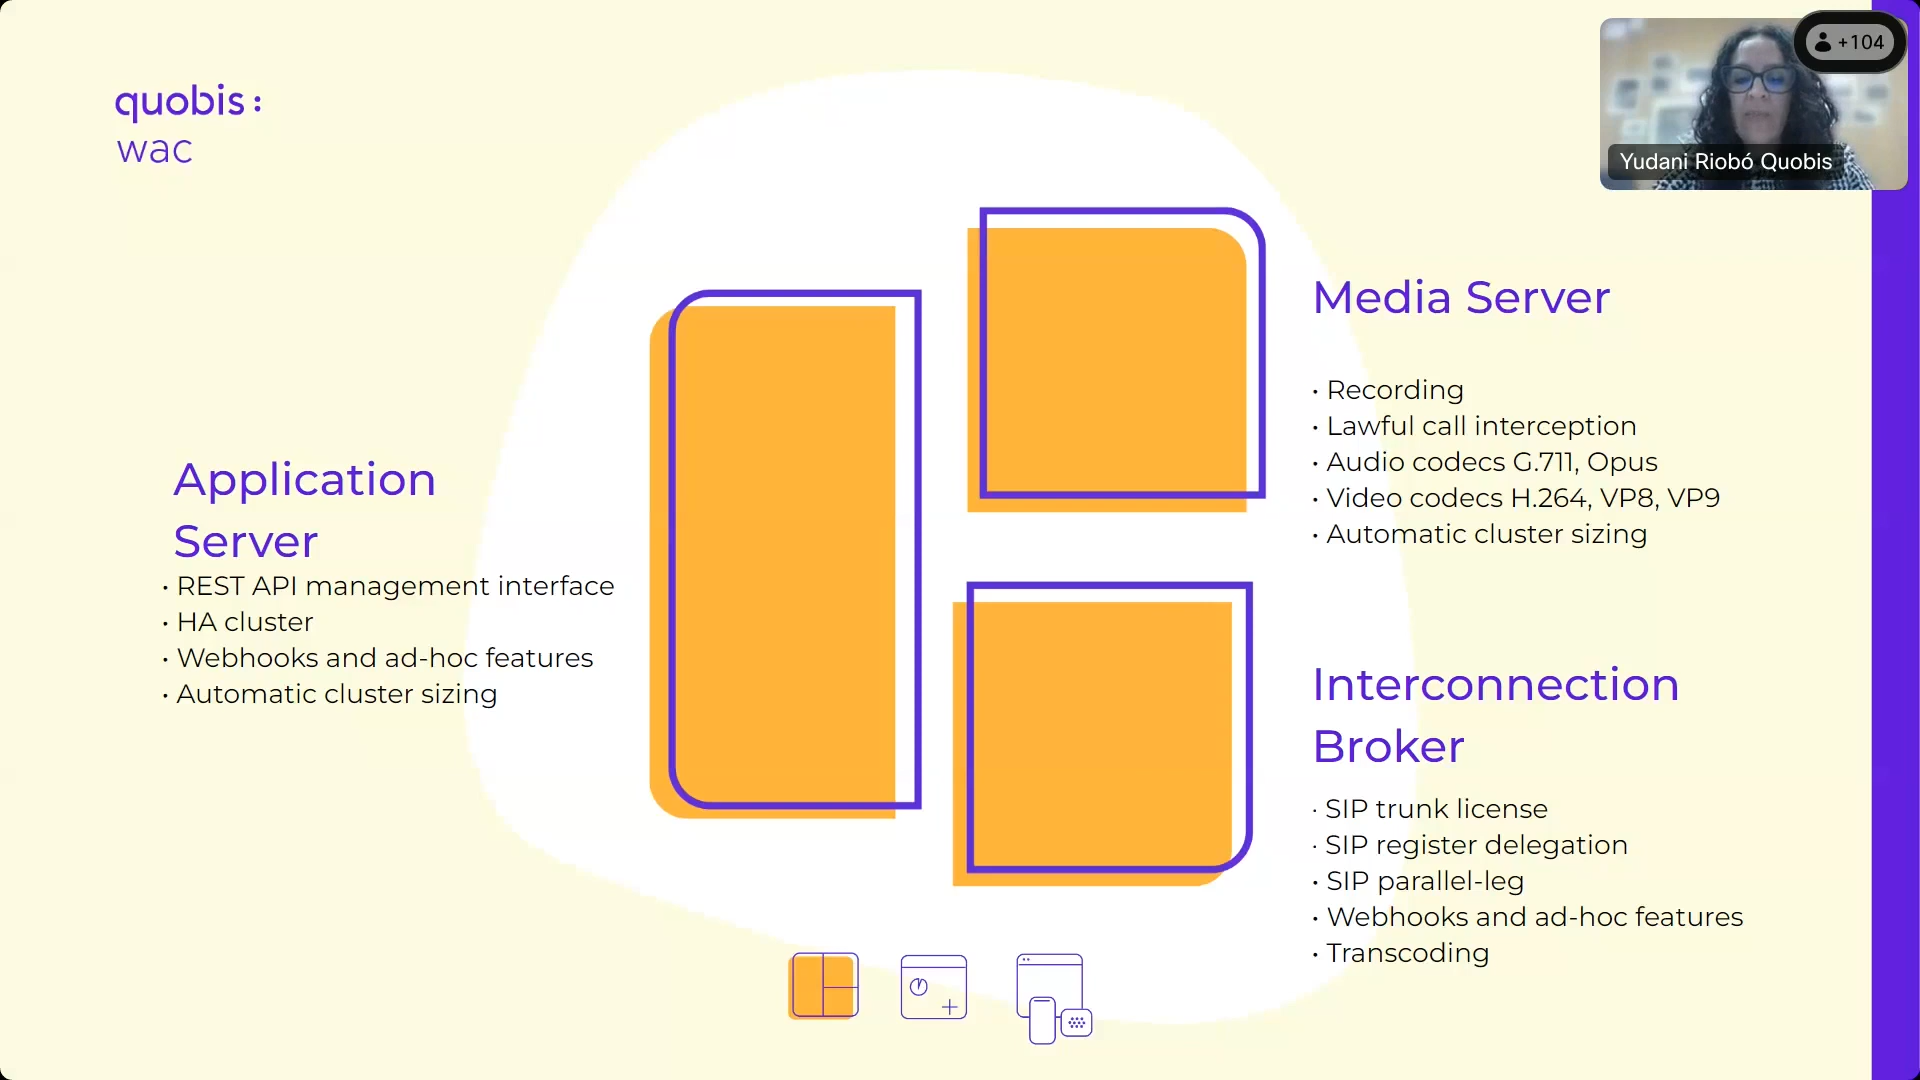 quobis:
wac
+104
Yudani Riobó Quobis
Application
Server
• REST API management interface
• HA cluster
• Webhooks and ad-hoc features
• Automatic cluster sizing
Media Server
• Recording
• Lawful call interception
• Audio codecs G.711, Opus
• Video codecs H.264, VP8, VP9
• Automatic cluster sizing
Interconnection
Broker
• SIP trunk license
• SIP register delegation
• SIP parallel-leg
• Webhooks and ad-hoc features
• Transcoding